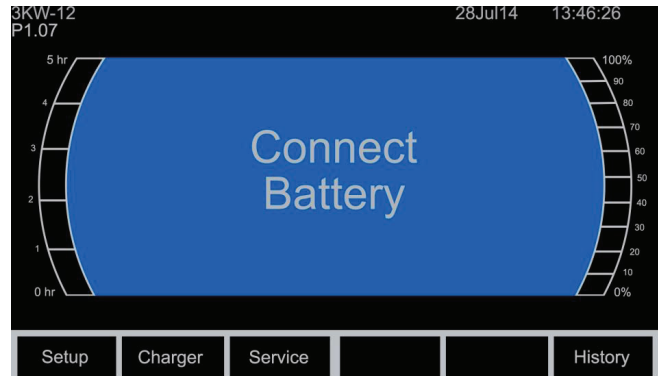 3KW-12 28Jul14 13:46:26
P1.07
5 hr 100%
90
4 80
70
3 60
50
2 40
30
1 20
10
0 hr 0%
Connect
Battery
Setup Charger Service History